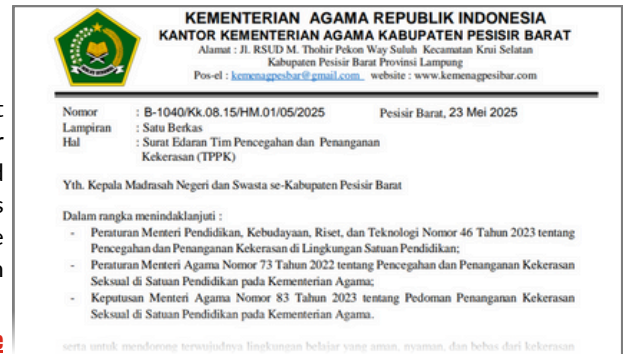 KEMENTERIAN AGAMA REPUBLIK INDONESIA
KANTOR KEMENTERIAN AGAMA KABUPATEN PESISIR BARAT
Alamat : Jl. RSUD M. Thohir Pekon Way Suluh Kecamatan Krui Selatan
Kabupaten Pesisir Barat Provinsi Lampung
Pos-el : kemenagpesbar@gmail.com website : www.kemenagpesibar.com
Nomor : B-1040/Kk.08.15/HM.01/05/2025 Pesisir Barat, 23 Mei 2025
Lampiran : Satu Berkas
Hal : Surat Edaran Tim Pencegahan dan Penanganan
Kekerasan (TPPK)
Yth. Kepala Madrasah Negeri dan Swasta se-Kabupaten Pesisir Barat
Dalam rangka menindaklanjuti :
- Peraturan Menteri Pendidikan, Kebudayaan, Riset, dan Teknologi Nomor 46 Tahun 2023 tentang
Pencegahan dan Penanganan Kekerasan di Lingkungan Satuan Pendidikan;
- Peraturan Menteri Agama Nomor 73 Tahun 2022 tentang Pencegahan dan Penanganan Kekerasan
Seksual di Satuan Pendidikan pada Kementerian Agama;
- Keputusan Menteri Agama Nomor 83 Tahun 2023 tentang Pedoman Penanganan Kekerasan
Seksual di Satuan Pendidikan pada Kementerian Agama.
serta untuk mendorong terwujudnya lingkungan belajar yang aman, nyaman, dan bebas dari kekerasan